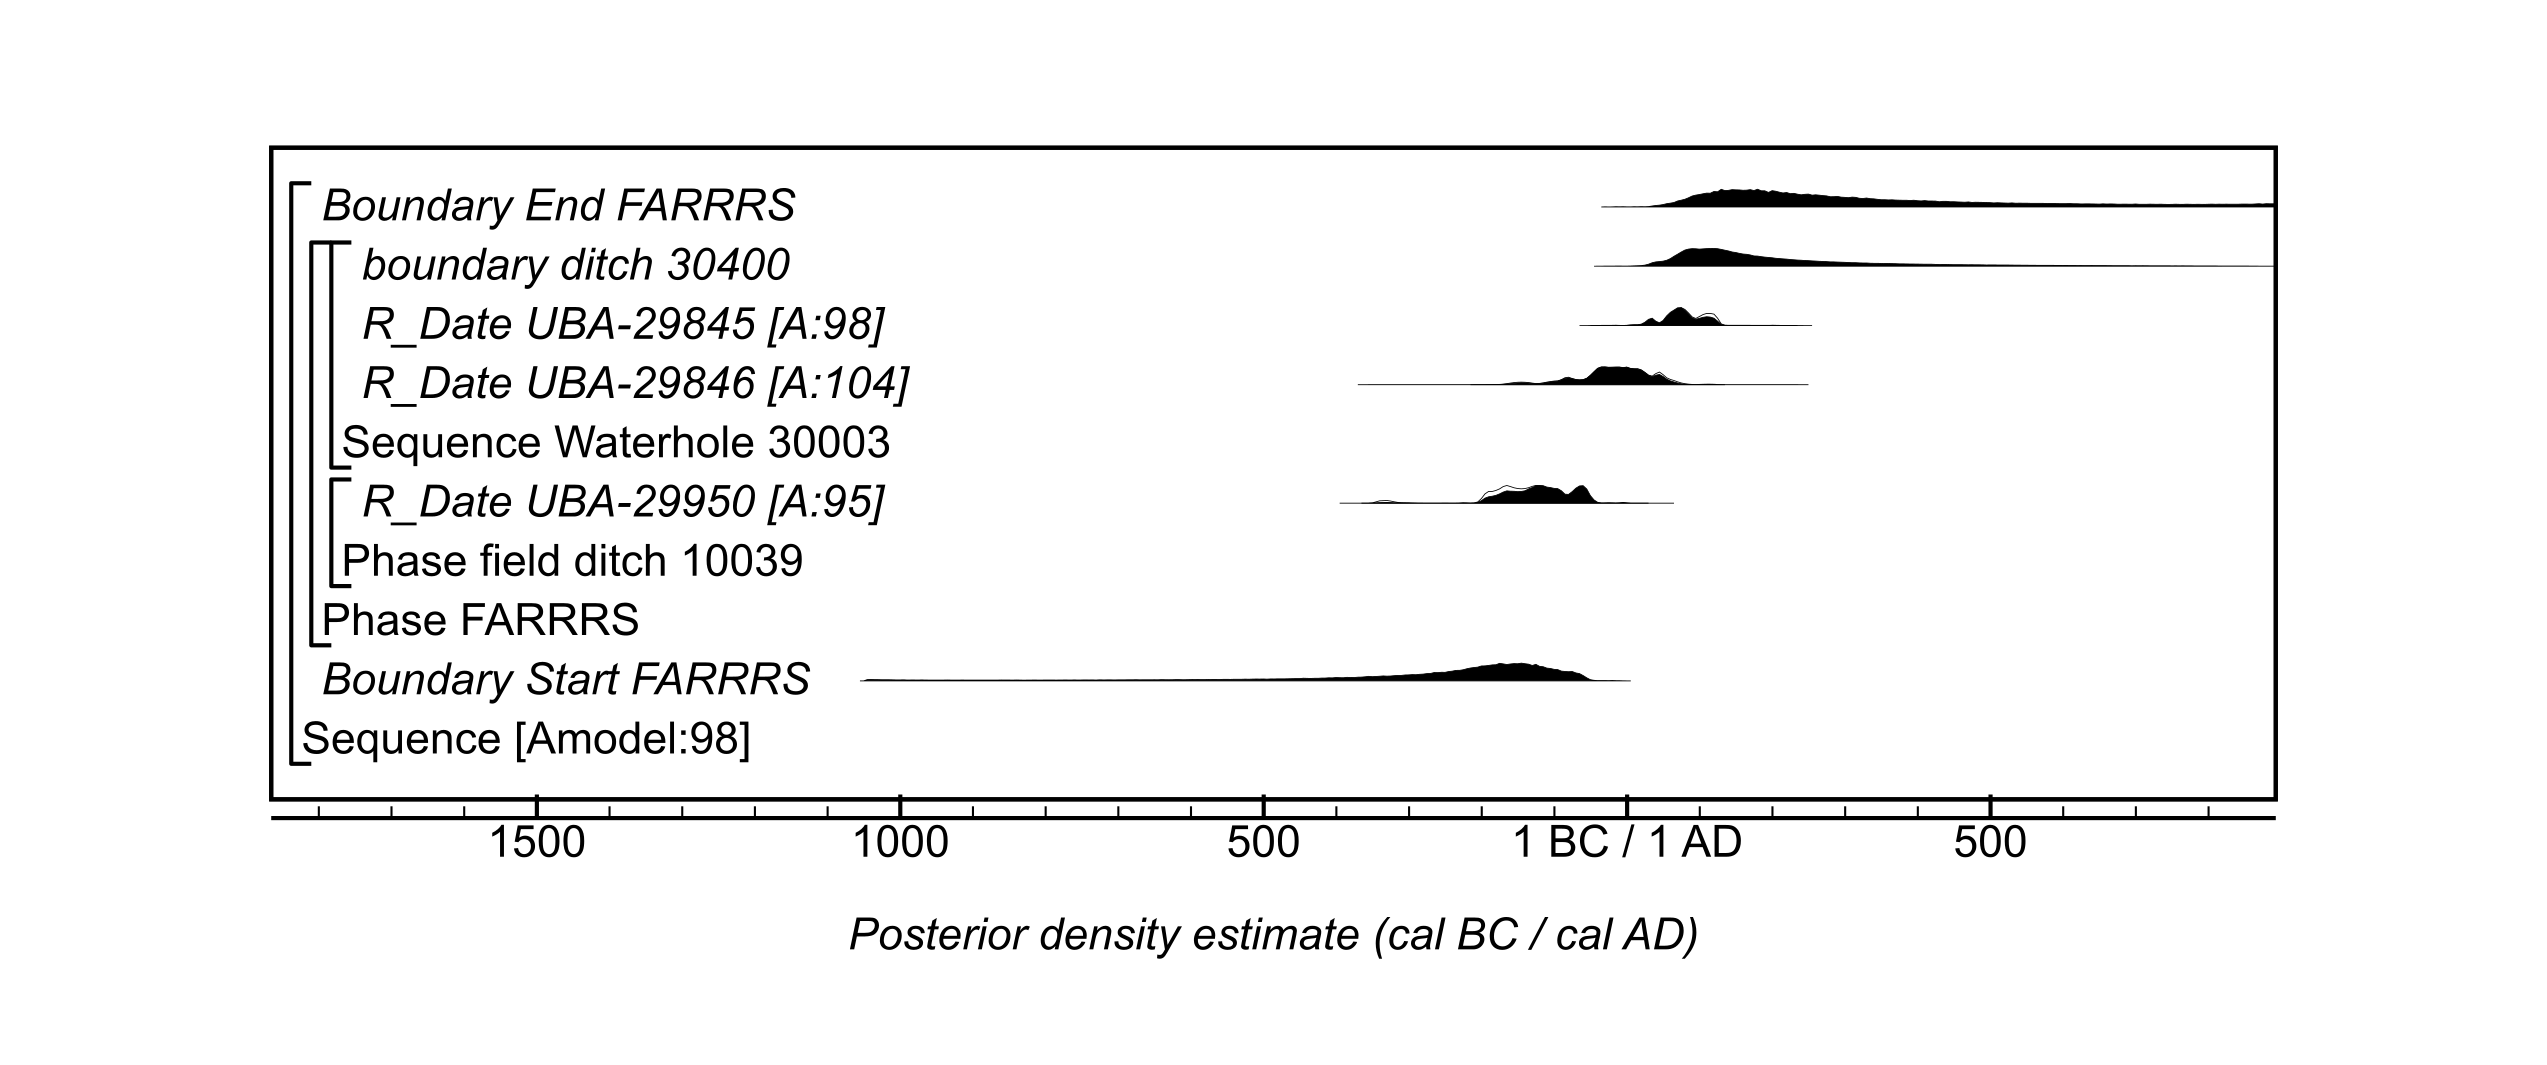 Boundary End FARRRS
boundary ditch 30400
R_Date UBA-29845 [A:98]
R_Date UBA-29846 [A:104]
Sequence Waterhole 30003
R_Date UBA-29950 [A:95]
Phase field ditch 10039
Phase FARRRS
Boundary Start FARRRS
Sequence [Amodel:98]
1500 1000 500 1 BC / 1 AD 500
Posterior density estimate (cal BC / cal AD)